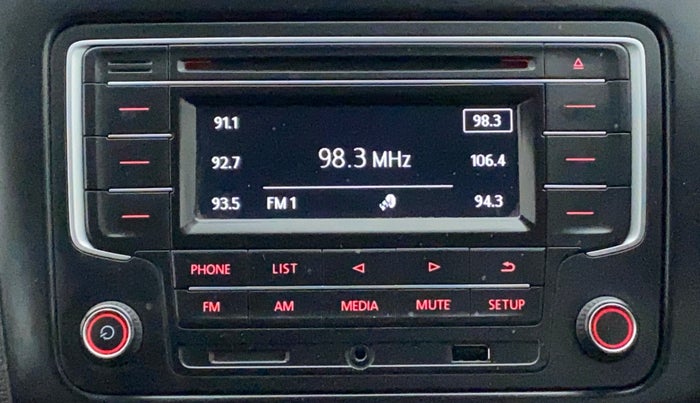 91.1 98.3
92.7 98.3 MHz 106.4
93.5 FM 1 94.3
PHONE LIST
FM AM MEDIA MUTE SETUP